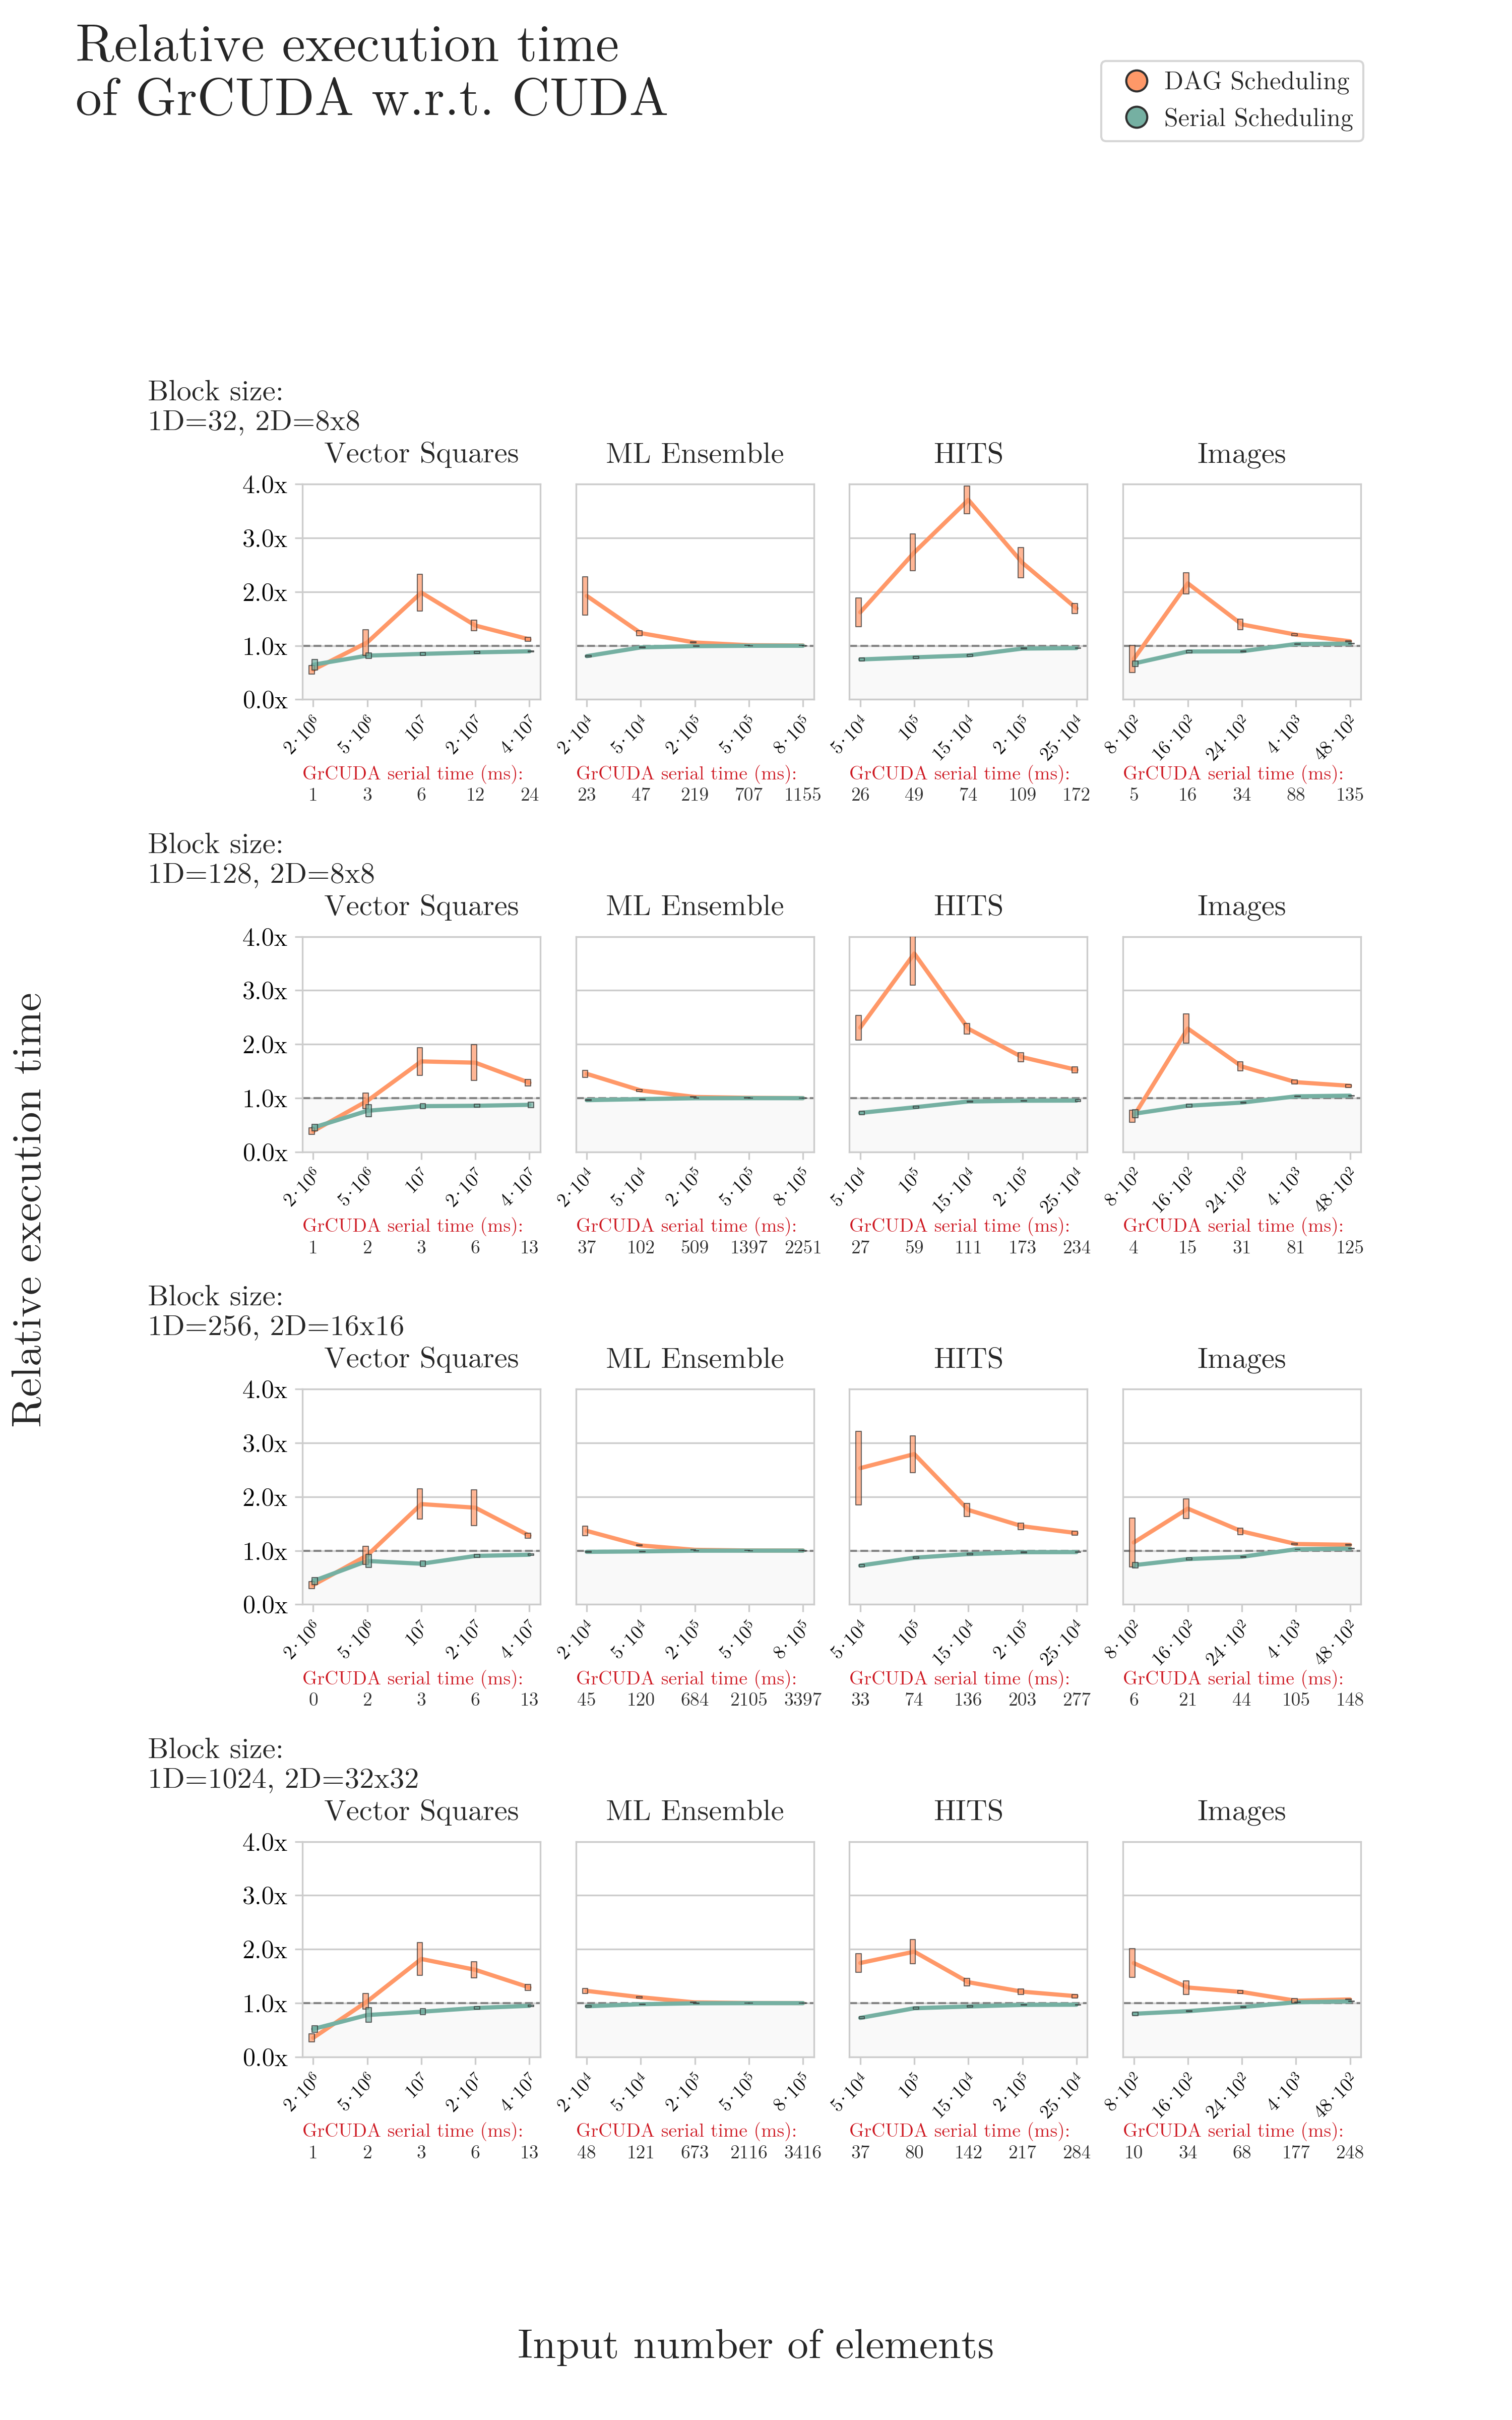 Relative execution time
of GrCUDA w.r.t. CUDA
DAG Scheduling
Serial Scheduling
Relative execution time
Block size:
1D=32, 2D=8x8
Vector Squares ML Ensemble HITS Images
4.0x
3.0x
2.0x
1.0x
0.0x
2·10⁶ 5·10⁶ 10⁷ 2·10⁷ 4·10⁷ 2·10⁴ 5·10⁴ 2·10⁵ 5·10⁵ 8·10⁵ 5·10⁴ 10⁵ 15·10⁴ 2·10⁵ 25·10⁴ 8·10² 16·10² 24·10² 4·10³ 48·10²
GrCUDA serial time (ms): GrCUDA serial time (ms): GrCUDA serial time (ms): GrCUDA serial time (ms):
1 3 6 12 24 23 47 219 707 1155 26 49 74 109 172 5 16 34 88 135
Block size:
1D=128, 2D=8x8
Vector Squares ML Ensemble HITS Images
4.0x
3.0x
2.0x
1.0x
0.0x
2·10⁶ 5·10⁶ 10⁷ 2·10⁷ 4·10⁷ 2·10⁴ 5·10⁴ 2·10⁵ 5·10⁵ 8·10⁵ 5·10⁴ 10⁵ 15·10⁴ 2·10⁵ 25·10⁴ 8·10² 16·10² 24·10² 4·10³ 48·10²
GrCUDA serial time (ms): GrCUDA serial time (ms): GrCUDA serial time (ms): GrCUDA serial time (ms):
1 2 3 6 13 37 102 509 1397 2251 27 59 111 173 234 4 15 31 81 125
Block size:
1D=256, 2D=16x16
Vector Squares ML Ensemble HITS Images
4.0x
3.0x
2.0x
1.0x
0.0x
2·10⁶ 5·10⁶ 10⁷ 2·10⁷ 4·10⁷ 2·10⁴ 5·10⁴ 2·10⁵ 5·10⁵ 8·10⁵ 5·10⁴ 10⁵ 15·10⁴ 2·10⁵ 25·10⁴ 8·10² 16·10² 24·10² 4·10³ 48·10²
GrCUDA serial time (ms): GrCUDA serial time (ms): GrCUDA serial time (ms): GrCUDA serial time (ms):
0 2 3 6 13 45 120 684 2105 3397 33 74 136 203 277 6 21 44 105 148
Block size:
1D=1024, 2D=32x32
Vector Squares ML Ensemble HITS Images
4.0x
3.0x
2.0x
1.0x
0.0x
2·10⁶ 5·10⁶ 10⁷ 2·10⁷ 4·10⁷ 2·10⁴ 5·10⁴ 2·10⁵ 5·10⁵ 8·10⁵ 5·10⁴ 10⁵ 15·10⁴ 2·10⁵ 25·10⁴ 8·10² 16·10² 24·10² 4·10³ 48·10²
GrCUDA serial time (ms): GrCUDA serial time (ms): GrCUDA serial time (ms): GrCUDA serial time (ms):
1 2 3 6 13 48 121 673 2116 3416 37 80 142 217 284 10 34 68 177 248
Input number of elements